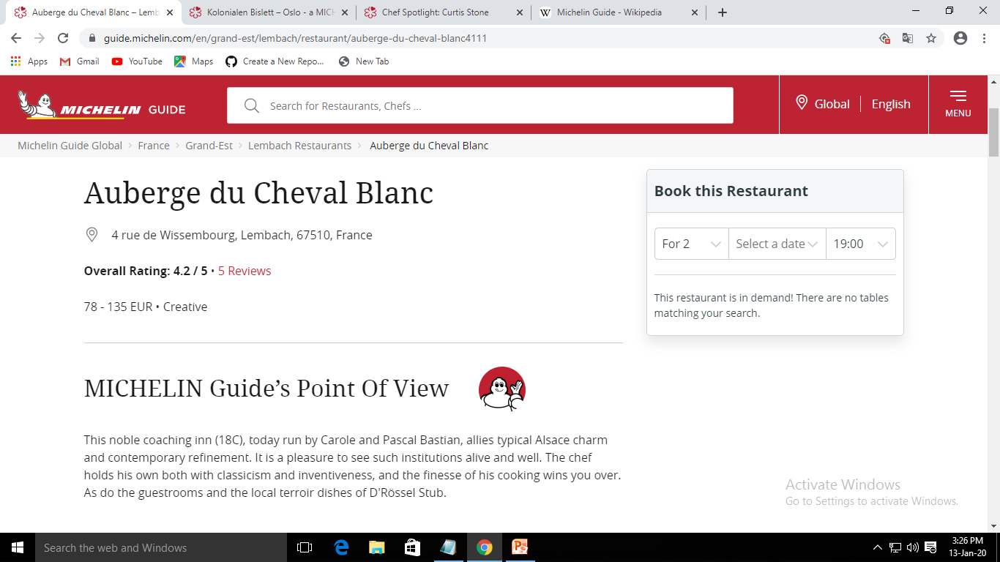 Auberge du Cheval Blanc – Lemb
Kolonialen Bislett – Oslo - a MICH
Chef Spotlight: Curtis Stone
W Michelin Guide - Wikipedia
guide.michelin.com/en/grand-est/lembach/restaurant/auberge-du-cheval-blanc4111
Apps Gmail YouTube Maps Create a New Repo... New Tab
MICHELIN GUIDE
Search for Restaurants, Chefs ...
Global English
MENU
Michelin Guide Global > France > Grand-Est > Lembach Restaurants > Auberge du Cheval Blanc
Auberge du Cheval Blanc
4 rue de Wissembourg, Lembach, 67510, France
Overall Rating: 4.2 / 5 • 5 Reviews
78 - 135 EUR • Creative
Book this Restaurant
For 2 Select a date 19:00
This restaurant is in demand! There are no tables
matching your search.
MICHELIN Guide’s Point Of View
This noble coaching inn (18C), today run by Carole and Pascal Bastian, allies typical Alsace charm
and contemporary refinement. It is a pleasure to see such institutions alive and well. The chef
holds his own both with classicism and inventiveness, and the finesse of his cooking wins you over.
As do the guestrooms and the local terroir dishes of D'Rössel Stub.
Activate Windows
Go to Settings to activate Windows.
Search the web and Windows
3:26 PM
13-Jan-20